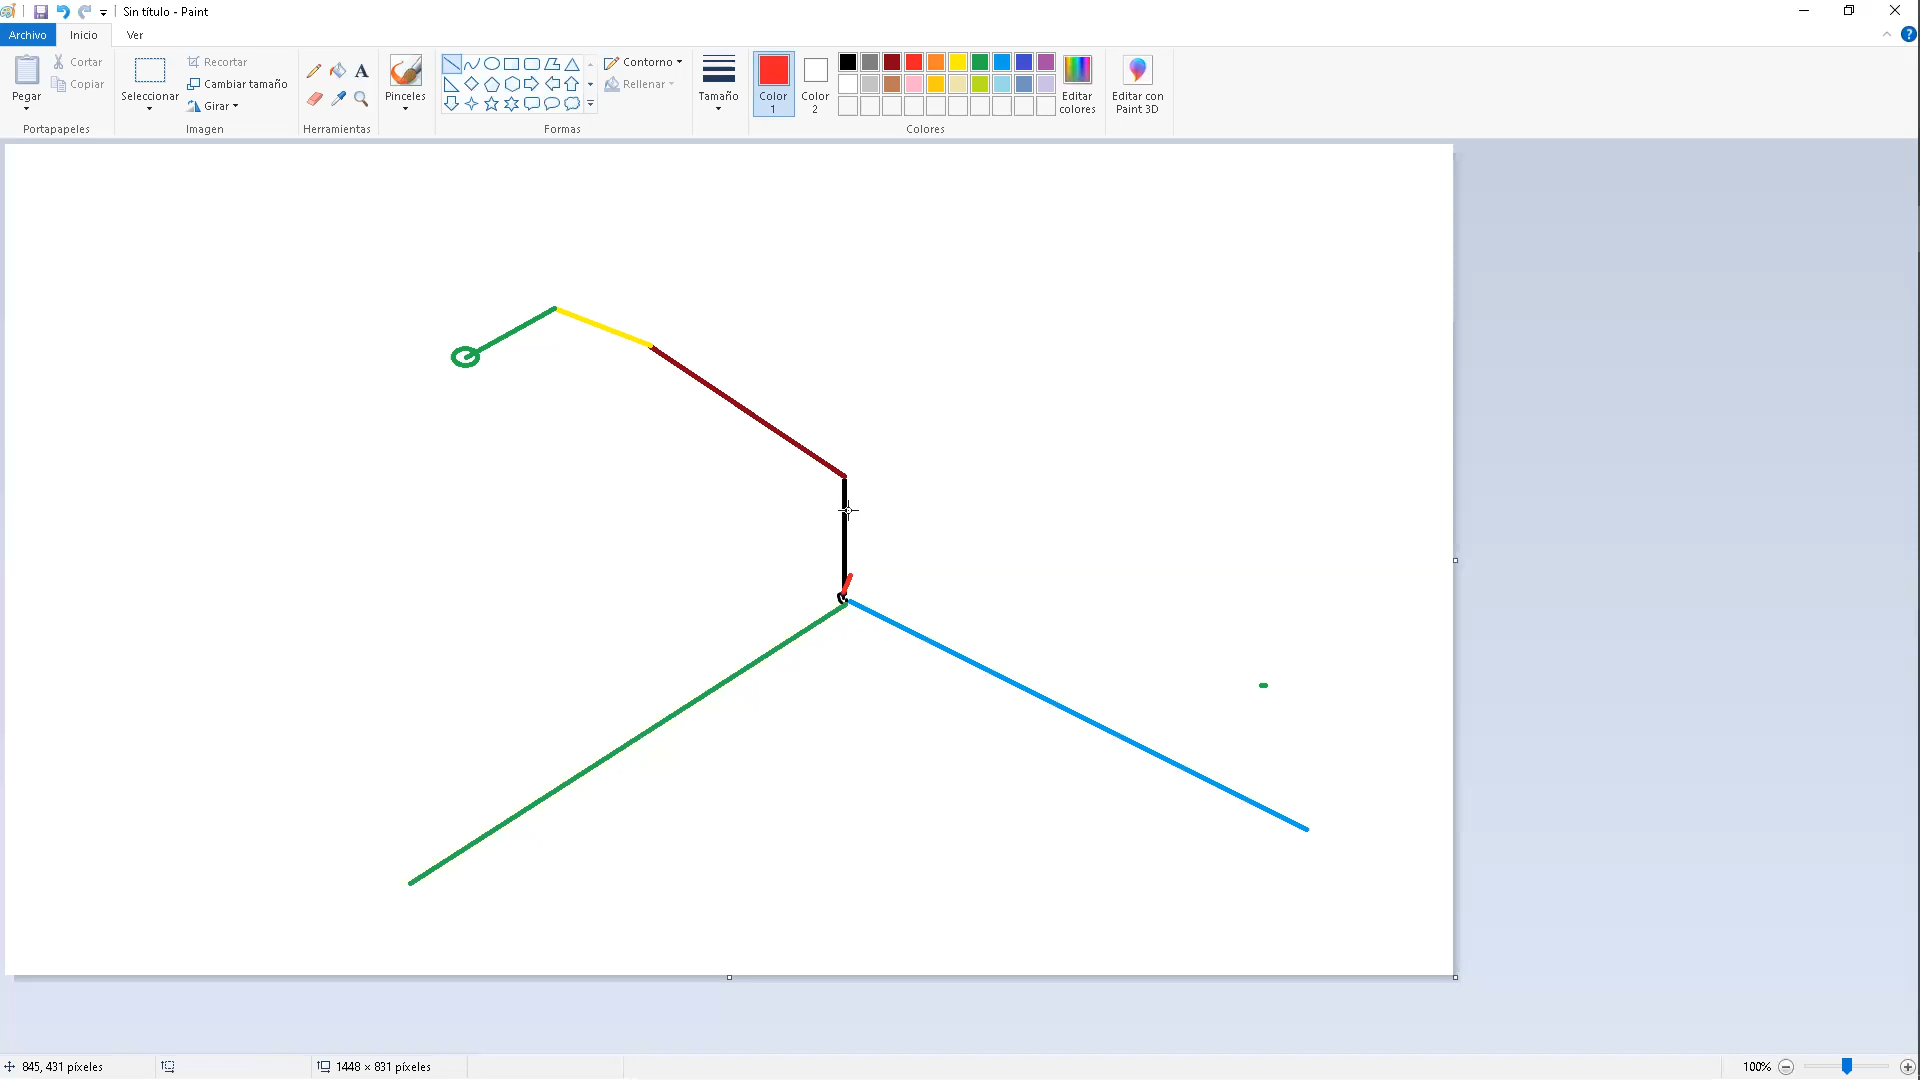 Sin título - Paint
Archivo Inicio Ver
Pegar
Cortar
Copiar
Portapapeles
Seleccionar
Recortar
Cambiar tamaño
Girar
Imagen
A
Herramientas
Pinceles
Contorno
Rellenar
Formas
Tamaño
Color
1
Color
2
Editar
colores
Colores
Editar con
Paint 3D
?
845, 431 píxeles
1448 × 831 píxeles
100%